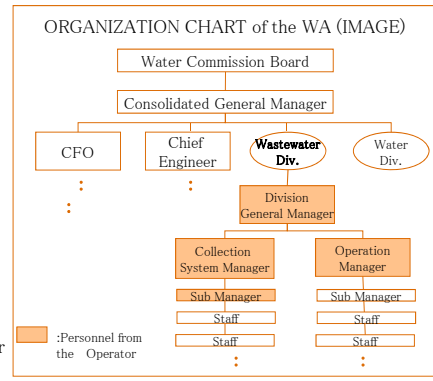 ORGANIZATION CHART of the WA (IMAGE)
Water Commission Board
Consolidated General Manager
CFO
Chief
Engineer
Wastewater
Div.
Water
Div.
:
:
:
Division
General Manager
Collection
System Manager
Operation
Manager
Sub Manager
Sub Manager
Staff
Staff
Staff
Staff
:
:
:Personnel from
the Operator
r